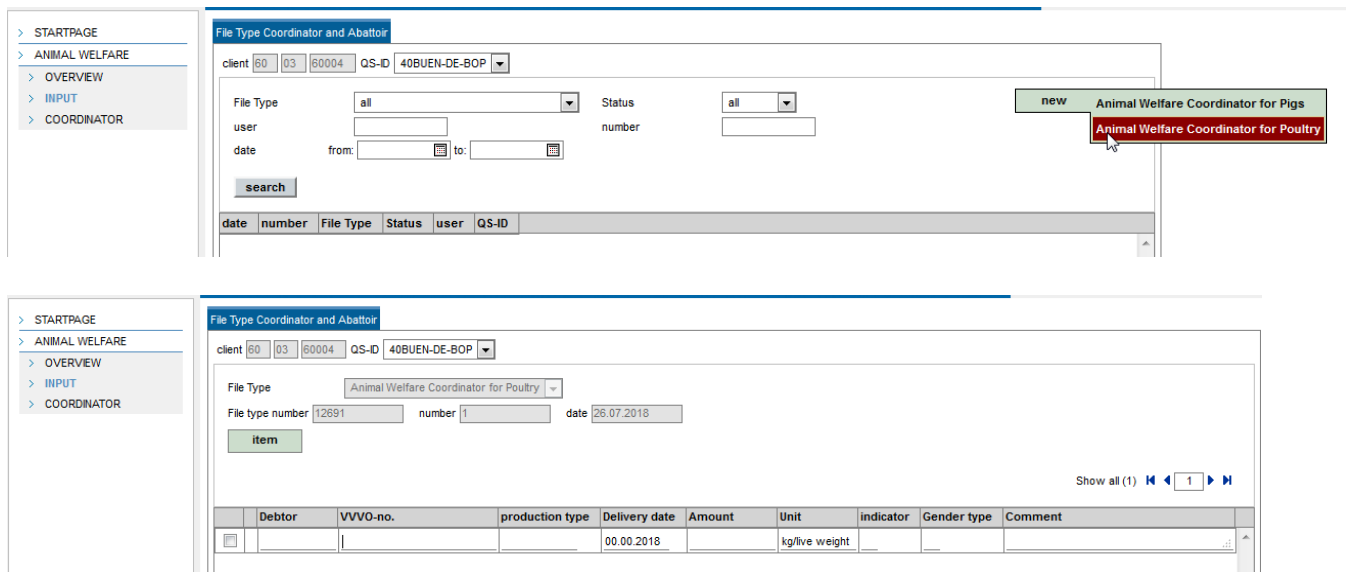 STARTPAGE
ANIMAL WELFARE
OVERVIEW
INPUT
COORDINATOR
File Type Coordinator and Abattoir
client 60 03 60004 QS-ID 40BUEN-DE-BOP
File Type all Status all
user number
date from: to:
search
new Animal Welfare Coordinator for Pigs
Animal Welfare Coordinator for Poultry
date number File Type Status user QS-ID
STARTPAGE
ANIMAL WELFARE
OVERVIEW
INPUT
COORDINATOR
File Type Coordinator and Abattoir
client 60 03 60004 QS-ID 40BUEN-DE-BOP
File Type Animal Welfare Coordinator for Poultry
File type number 12691 number 1 date 26.07.2018
item
Show all (1) 1
Debtor VVVO-no. production type Delivery date Amount Unit indicator Gender type Comment
00.00.2018 kg/live weight